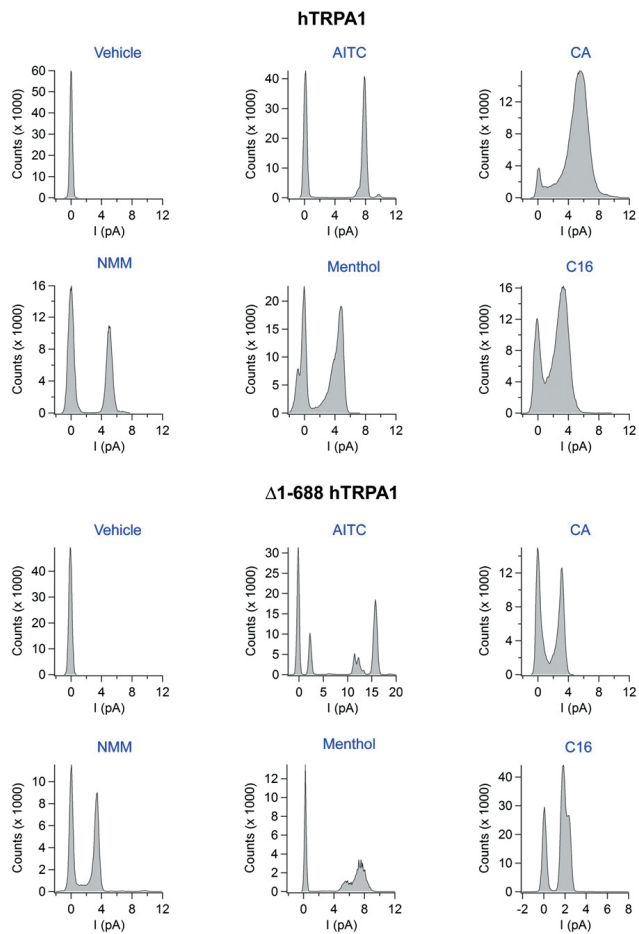 hTRPA1
Vehicle AITC CA
Counts (x 1000) Counts (x 1000) Counts (x 1000)
60 40 12
50 30 8
40 20 4
30 10 0
20 0
10
0
0 4 8 12 0 4 8 12 0 4 8 12
I (pA) I (pA) I (pA)
NMM Menthol C16
Counts (x 1000) Counts (x 1000) Counts (x 1000)
16 20 16
12 15 12
8 10 8
4 5 4
0 0 0
0 4 8 12 0 4 8 12 0 4 8 12
I (pA) I (pA) I (pA)
Δ1-688 hTRPA1
Vehicle AITC CA
Counts (x 1000) Counts (x 1000) Counts (x 1000)
40 30 12
30 25 8
20 20 4
10 15 0
0 10
5
0
0 4 8 12 0 5 10 15 20 0 4 8 12
I (pA) I (pA) I (pA)
NMM Menthol C16
Counts (x 1000) Counts (x 1000) Counts (x 1000)
10 12 40
8 10 30
6 8 20
4 6 10
2 4 0
0 2
0
0 4 8 12 0 4 8 12 -2 0 2 4 6 8
I (pA) I (pA) I (pA)